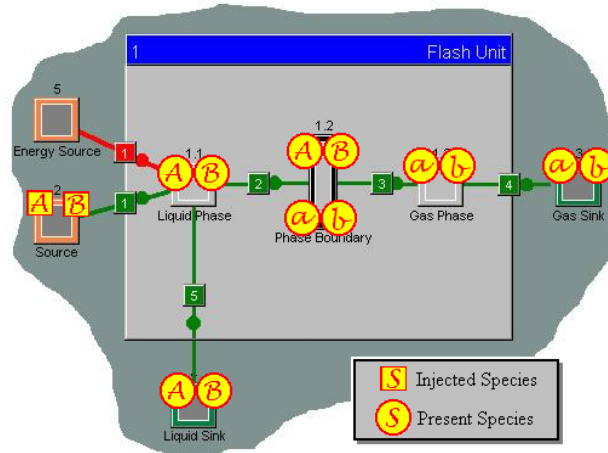 1 Flash Unit
5
Energy Source
1
1.1
A B
Liquid Phase
2
A B
Source
1
2
1.2
A B
a b
Phase Boundary
3
a b
Gas Phase
4
3
a b
Gas Sink
5
A B
Liquid Sink
S Injected Species
S Present Species